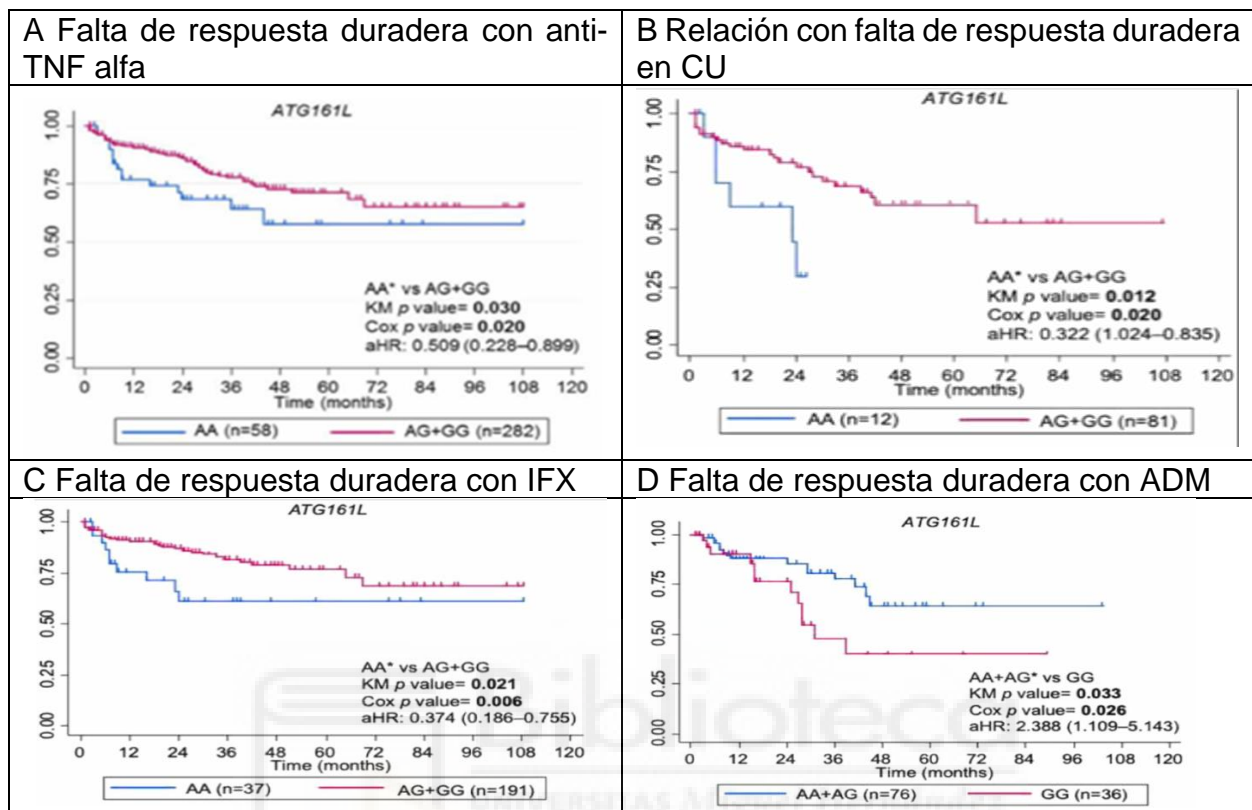 A Falta de respuesta duradera con anti-
TNF alfa
B Relación con falta de respuesta duradera
en CU
ATG161L
1.00
0.75
0.50
0.25
0.00
AA* vs AG+GG
KM p value= 0.030
Cox p value= 0.020
aHR: 0.509 (0.228–0.899)
0 12 24 36 48 60 72 84 96 108 120
Time (months)
AA (n=58) AG+GG (n=282)
ATG161L
1.00
0.75
0.50
0.25
0.00
AA* vs AG+GG
KM p value= 0.012
Cox p value= 0.020
aHR: 0.322 (1.024–0.835)
0 12 24 36 48 60 72 84 96 108 120
Time (months)
AA (n=12) AG+GG (n=81)
C Falta de respuesta duradera con IFX
D Falta de respuesta duradera con ADM
ATG161L
1.00
0.75
0.50
0.25
0.00
AA* vs AG+GG
KM p value= 0.021
Cox p value= 0.006
aHR: 0.374 (0.186–0.755)
0 12 24 36 48 60 72 84 96 108 120
Time (months)
AA (n=37) AG+GG (n=191)
ATG161L
1.00
0.75
0.50
0.25
0.00
AA+AG* vs GG
KM p value= 0.033
Cox p value= 0.026
aHR: 2.388 (1.109–5.143)
0 12 24 36 48 60 72 84 96 108 120
Time (months)
AA+AG (n=76) GG (n=36)
Biblioteca